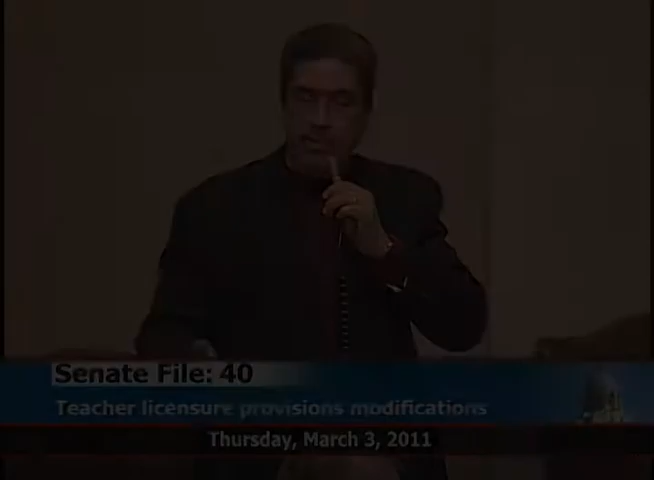 Senate File: 40
Teacher licensure provisions modifications
Thursday, March 3, 2011